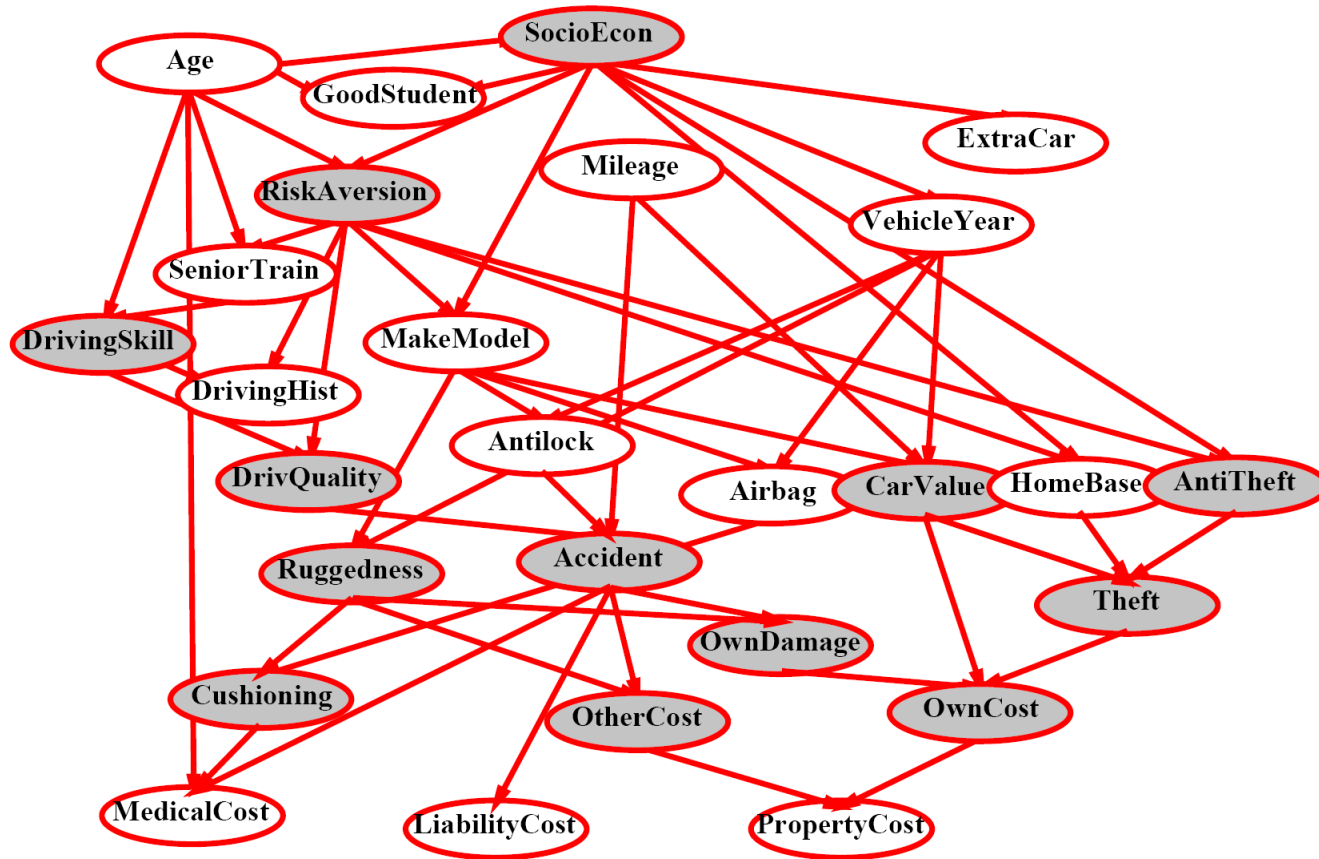 SocioEcon
Age
GoodStudent
ExtraCar
Mileage
RiskAversion
VehicleYear
SeniorTrain
MakeModel
DrivingSkill
DrivingHist
Antilock
DrivQuality
Airbag
CarValue
HomeBase
AntiTheft
Ruggedness
Accident
Theft
OwnDamage
Cushioning
OtherCost
OwnCost
MedicalCost
LiabilityCost
PropertyCost